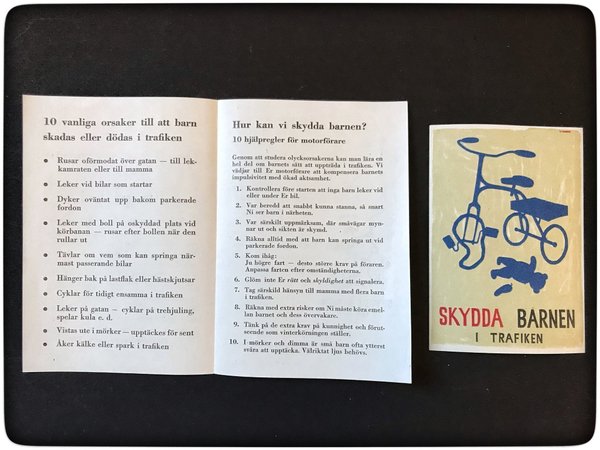 10 vanliga orsaker till att barn
skadas eller dödas i trafiken
Rusar oförmodat över gatan — till lek-
kamraten eller till mamma
Leker vid bilar som startar
Dyker oväntat upp bakom parkerade
fordon
Leker med boll på oskyddad plats vid
körbanan — rusar efter bollen när den
rullar ut
Tävlar om vem som kan springa när-
mast passerande bilar
Hänger bak på lastflak eller hästskjutsar
Cyklar för tidigt ensamma i trafiken
Leker på gatan — cyklar på trehjuling,
spelar kula e. d.
Vistas ute i mörker — upptäckes för sent
Åker kälke eller spark i trafiken
Hur kan vi skydda barnen?
10 hjälpregler för motorförare
Genom att studera olycksorsakerna kan man lära en
hel del om barnets sätt att uppträda i trafiken. Vi
vädjar till Er motorförare att kompensera barnets
impulsivitet med ökad aktsamhet.
1. Kontrollera före starten att inga barn leker vid
eller under Er bil.
2. Var beredd att snabbt kunna stanna, så snart
Ni ser barn i närheten.
3. Var särskilt uppmärksam, där småvägar myn-
nar ut och sikten är skymd.
4. Räkna alltid med att barn kan springa ut vid
parkerade fordon.
5. Kom ihåg:
Ju högre fart — desto större krav på föraren.
Anpassa farten efter omständigheterna.
6. Glöm inte Er rätt och skyldighet att signalera.
7. Tag särskild hänsyn till mamma med flera barn
i trafiken.
8. Räkna med extra risker om Ni måste köra emel-
lan barnet och dess övervakare.
9. Tänk på de extra krav på kunnighet och förut-
seende som vinterkörningen ställer.
10. I mörker och dimma är små barn ofta ytterst
svåra att upptäcka. Välriktat ljus behövs.
SKYDDA BARNEN
I TRAFIKEN